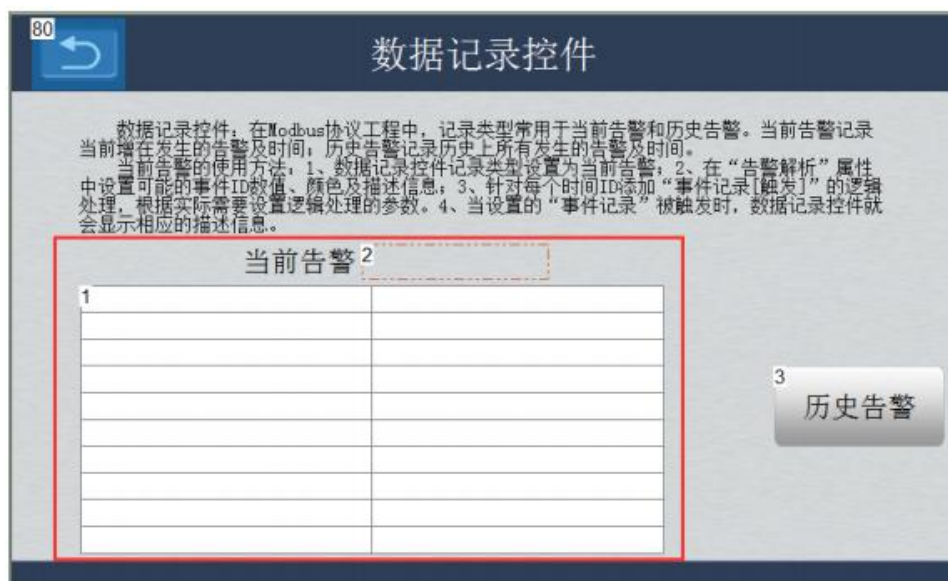 80
数据记录控件
数据记录控件：在Modbus协议工程中，记录类型常用于当前告警和历史告警。当前告警记录
当前增在发生的告警及时间；历史告警记录历史上所有发生的告警及时间。
当前告警的使用方法：1、数据记录控件记录类型设置为当前告警；2、在“告警解析”属性
中设置可能的事件ID数值、颜色及描述信息；3、针对每个时间ID添加“事件记录[触发]”的逻辑
处理，根据实际需要设置逻辑处理的参数。4、当设置的“事件记录”被触发时，数据记录控件就
会显示相应的描述信息。
当前告警 2
1
3
历史告警